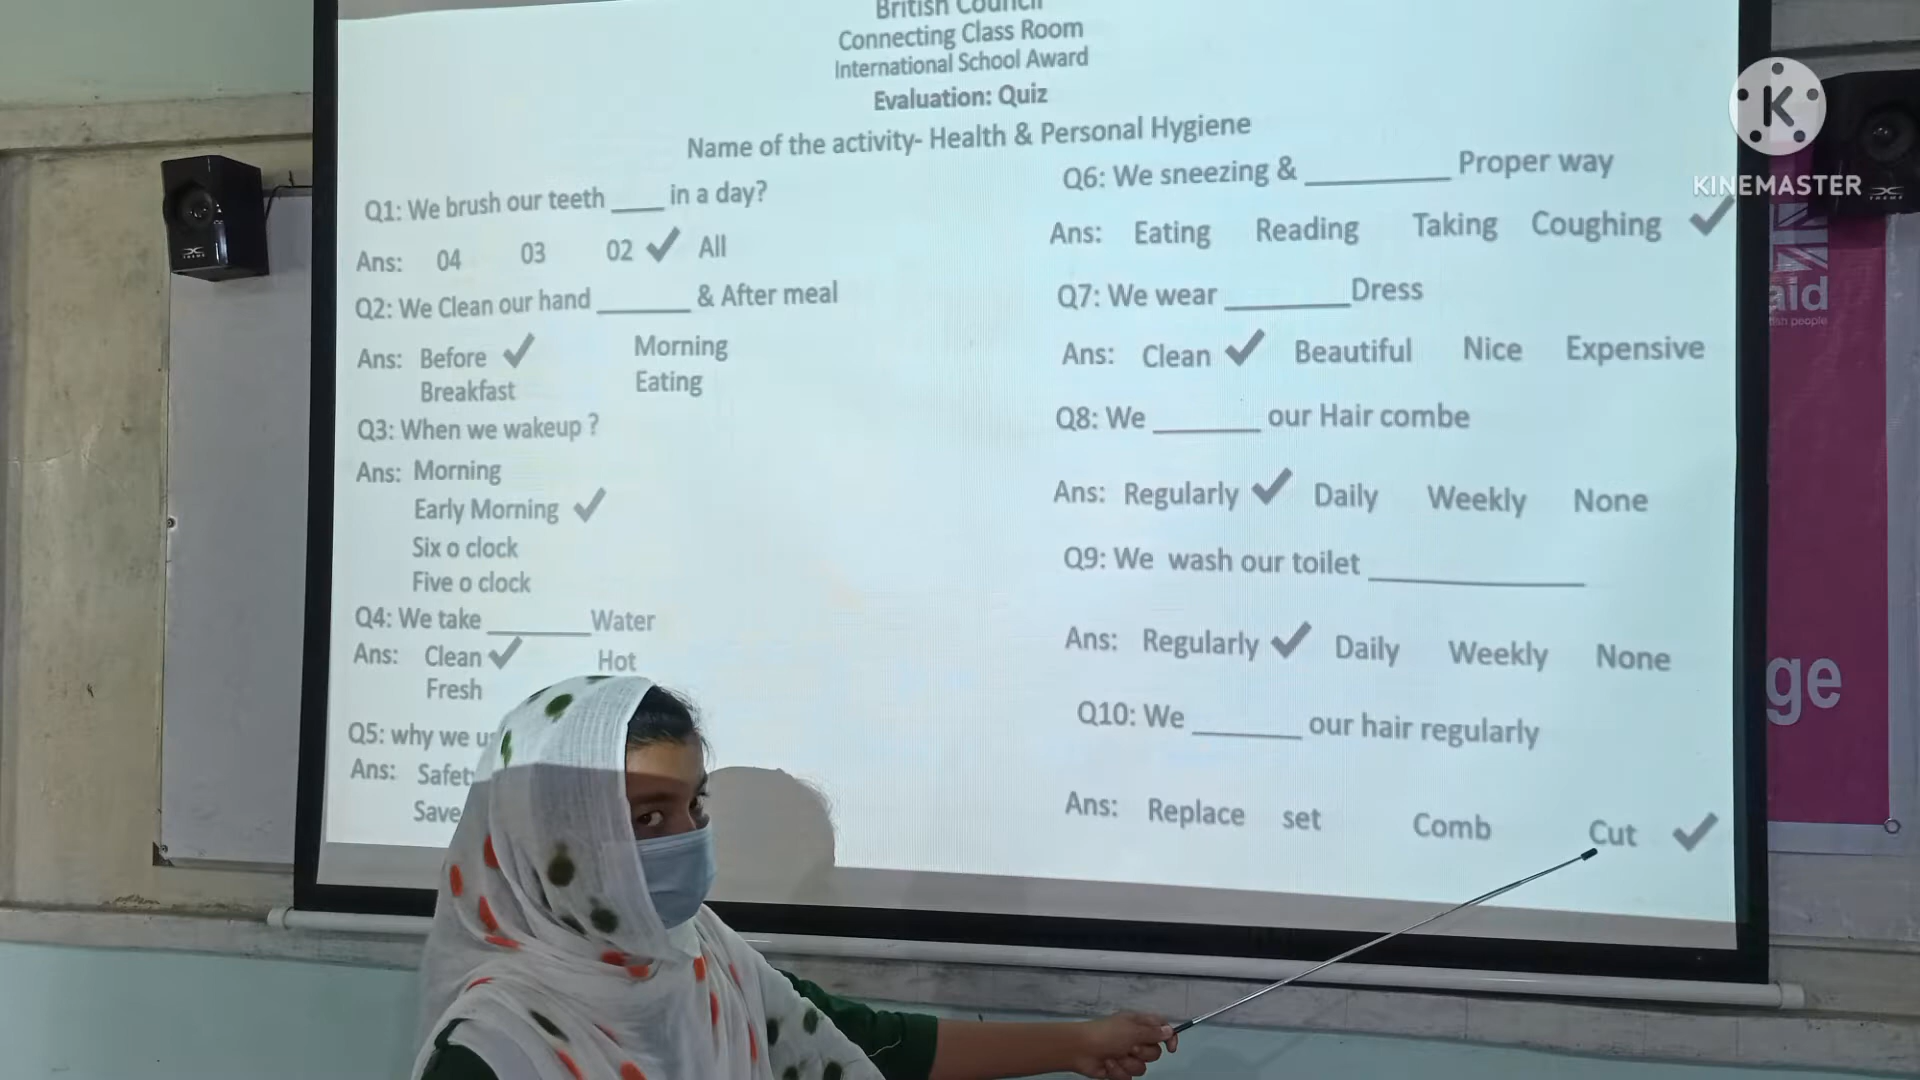 British Council
Connecting Class Room
International School Award
Evaluation: Quiz
Name of the activity- Health & Personal Hygiene
Q1: We brush our teeth ____ in a day?
Ans: 04 03 02 ✓ All
Q2: We Clean our hand _______ & After meal
Ans: Before ✓ Morning
Breakfast Eating
Q3: When we wakeup ?
Ans: Morning
Early Morning ✓
Six o clock
Five o clock
Q4: We take ________ Water
Ans: Clean ✓ Hot
Fresh
Q5: why we
Ans:
Save
Q6: We sneezing & __________ Proper way
Ans: Eating Reading Taking Coughing ✓
Q7: We wear _________ Dress
Ans: Clean ✓ Beautiful Nice Expensive
Q8: We ________ our Hair combe
Ans: Regularly ✓ Daily Weekly None
Q9: We wash our toilet _______________
Ans: Regularly ✓ Daily Weekly None
Q10: We ________ our hair regularly
Ans: Replace set Comb Cut ✓
KINEMASTER
aid
ge